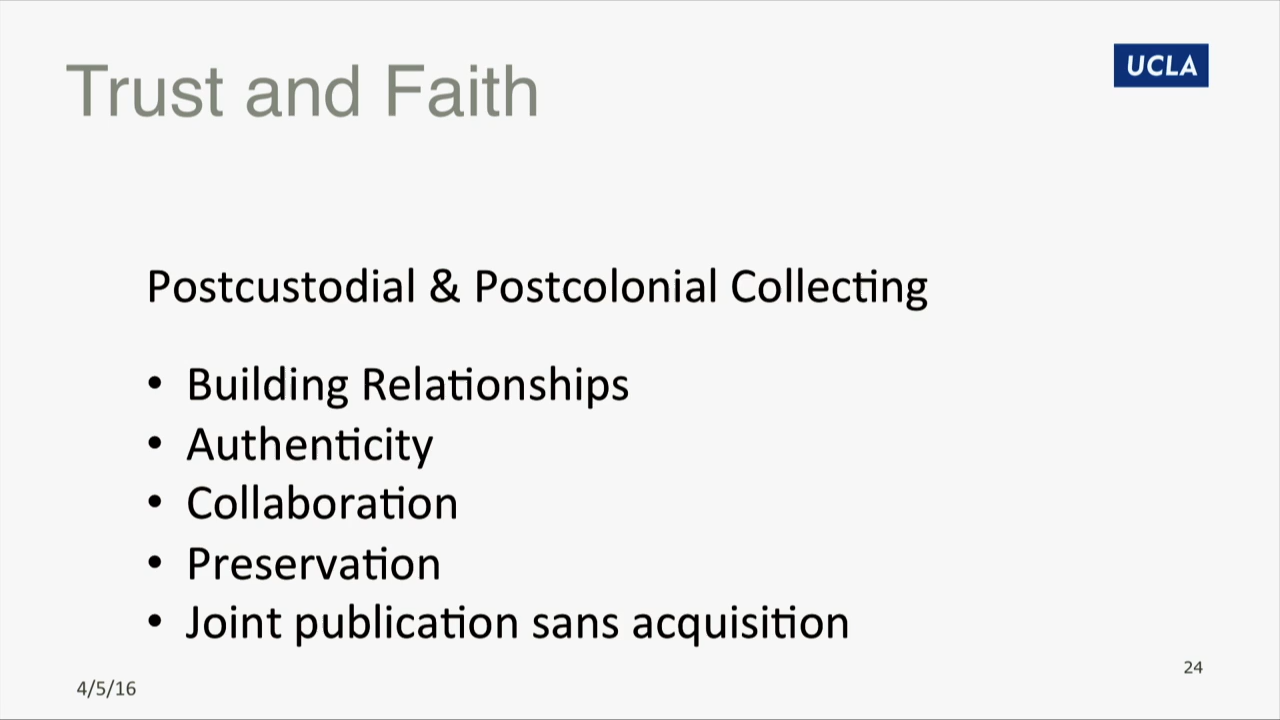 Trust and Faith
UCLA
Postcustodial & Postcolonial Collecting
• Building Relationships
• Authenticity
• Collaboration
• Preservation
• Joint publication sans acquisition
24
4/5/16